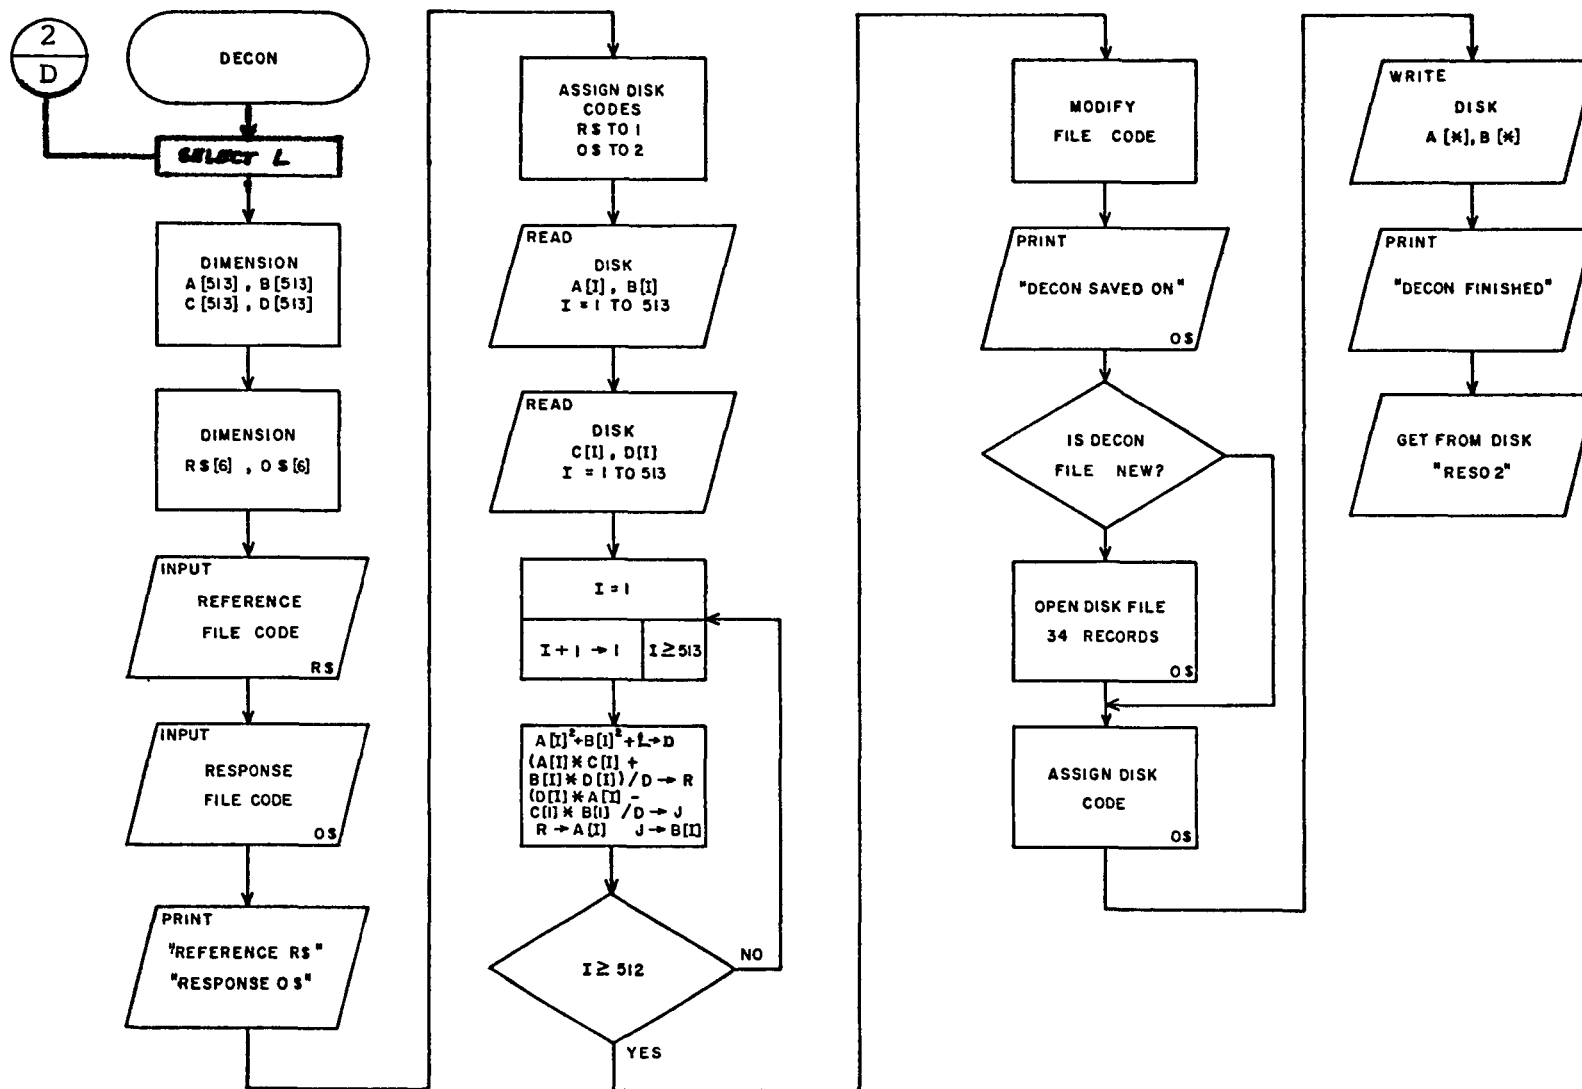 2
D
DECON
SELECT L
DIMENSION
A [513] , B [513]
C [513] , D [513]
DIMENSION
R$[6] , O$[6]
INPUT
REFERENCE
FILE CODE
R$
INPUT
RESPONSE
FILE CODE
O$
PRINT
"REFERENCE R$"
"RESPONSE O$"
ASSIGN DISK
CODES
R$ TO 1
O$ TO 2
READ
DISK
A[I] , B[I]
I = 1 TO 513
READ
DISK
C[I] , D[I]
I = 1 TO 513
I = 1
I + 1 → 1
I ≥ 513
A[I]²+B[I]²+L→D
(A[I]*C[I] +
B[I]*D[I])/D → R
(D[I]*A[I] -
C[I]*B[I] /D → J
R → A[I] J → B[I]
I ≥ 512
NO
YES
MODIFY
FILE CODE
PRINT
"DECON SAVED ON"
O$
IS DECON
FILE NEW?
OPEN DISK FILE
34 RECORDS
O$
ASSIGN DISK
CODE
O$
WRITE
DISK
A [*], B [*]
PRINT
"DECON FINISHED"
GET FROM DISK
"RESO 2"